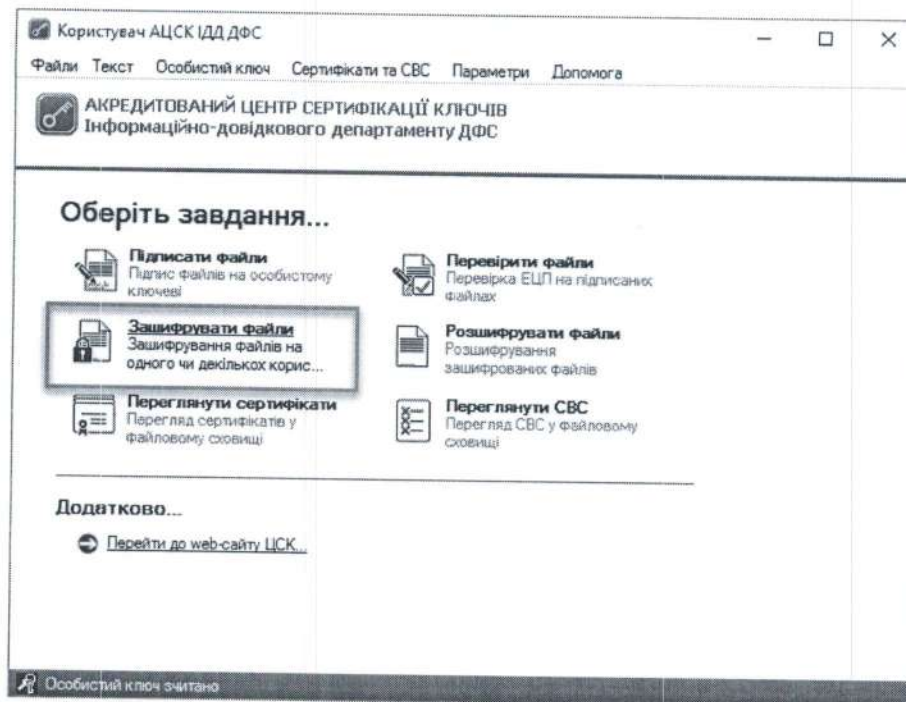 Користувач АЦСК ІДД ДФС
Файли Текст Особистий ключ Сертифікати та СВС Параметри Допомога
АКРЕДИТОВАНИЙ ЦЕНТР СЕРТИФІКАЦІЇ КЛЮЧІВ
Інформаційно-довідкового департаменту ДФС
Оберіть завдання...
Підписати файли
Підпис файлів на особистому
ключеві
Перевірити файли
Перевірка ЕЦП на підписаних
файлах
Зашифрувати файли
Зашифрування файлів на
одного чи декількох корис...
Розшифрувати файли
Розшифрування
зашифрованих файлів
Переглянути сертифікати
Перегляд сертифікатів у
файловому сховищі
Переглянути СВС
Перегляд СВС у файловому
сховищі
Додатково...
Перейти до web-сайту ЦСК...
Особистий ключ зчитано